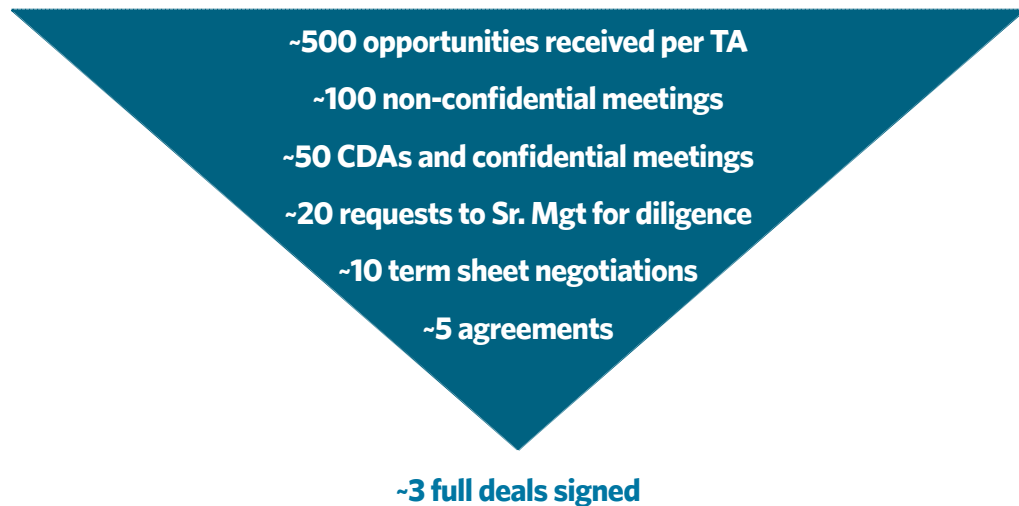 ~500 opportunities received per TA
~100 non-confidential meetings
~50 CDAs and confidential meetings
~20 requests to Sr. Mgt for diligence
~10 term sheet negotiations
~5 agreements
~3 full deals signed